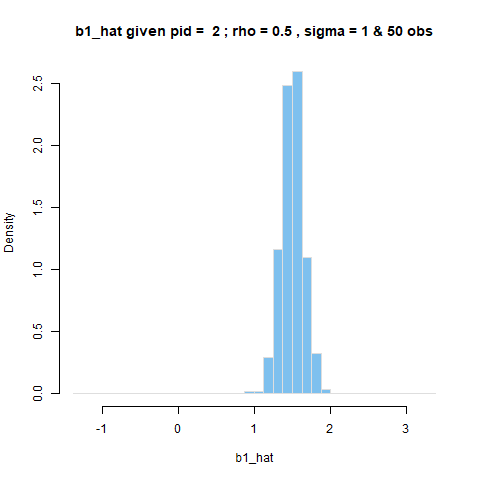 b1_hat given pid =  2 ; rho = 0.5 , sigma = 1 & 50 obs
Density
2.5
2.0
1.5
1.0
0.5
0.0
-1 0 1 2 3
b1_hat